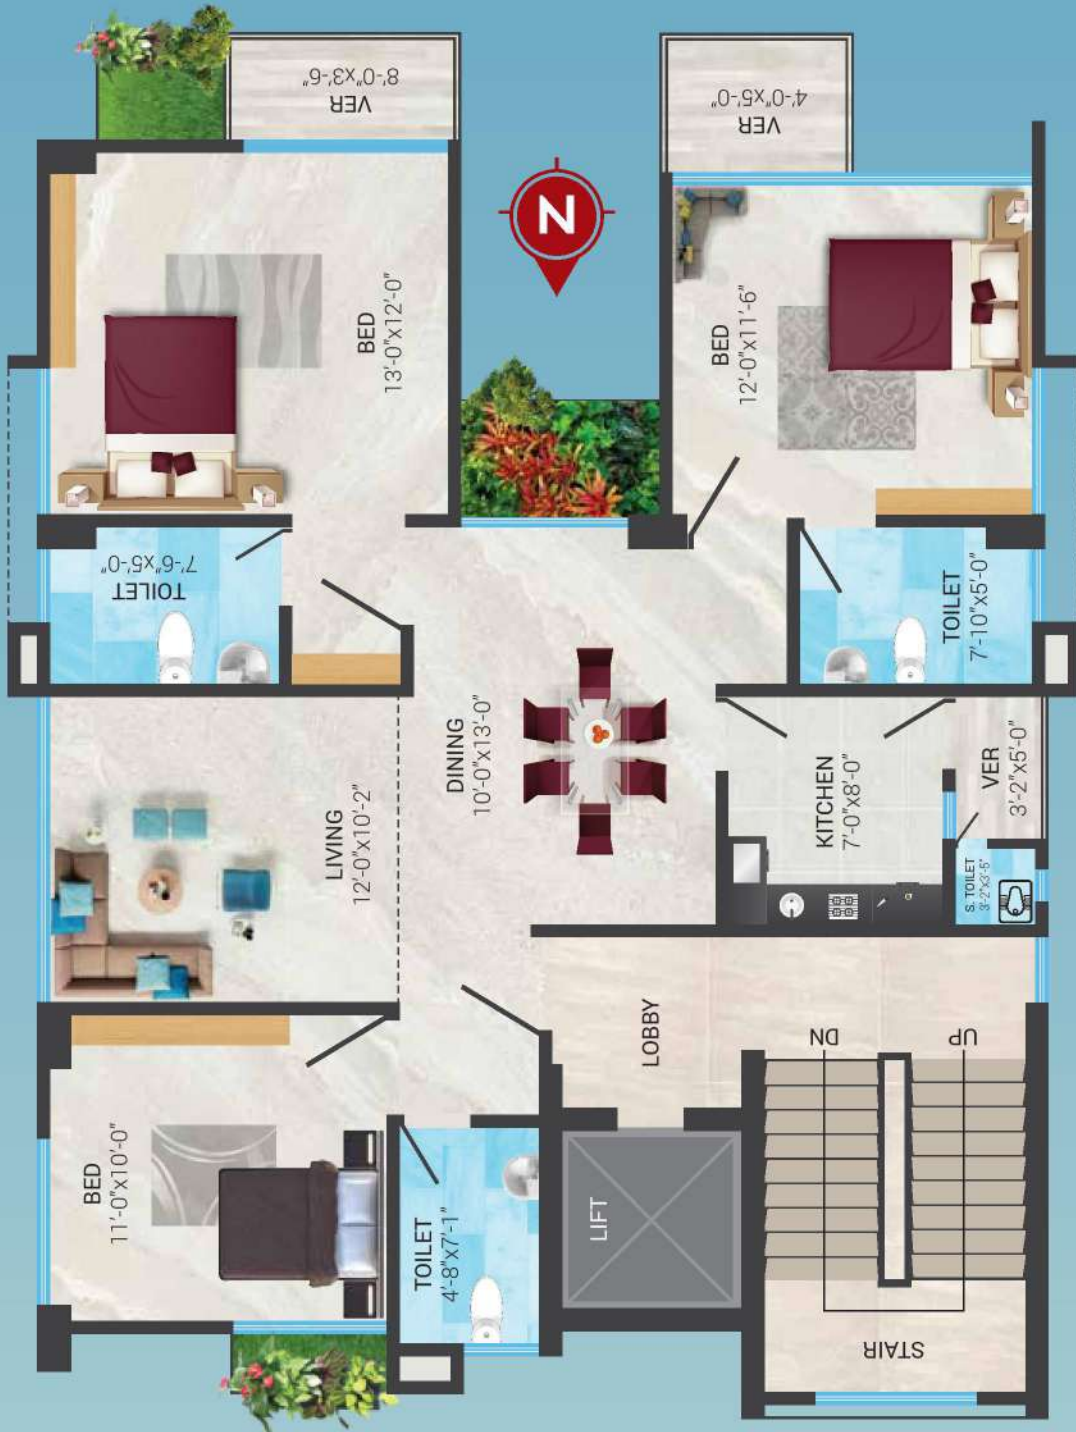 VER
8'-0"x3'-6"
VER
4'-0"x5'-0"
N
BED
13'-0"x12'-0"
BED
12'-0"x11'-6"
TOILET
7'-6"x5'-0"
TOILET
7'-10"x5'-0"
DINING
10'-0"x13'-0"
LIVING
12'-0"x10'-2"
KITCHEN
7'-0"x8'-0"
VER
3'-2"x5'-0"
S. TOILET
3'-2"x3'-5"
LOBBY
DN
UP
BED
11'-0"x10'-0"
TOILET
4'-8"x7'-1"
LIFT
STAIR